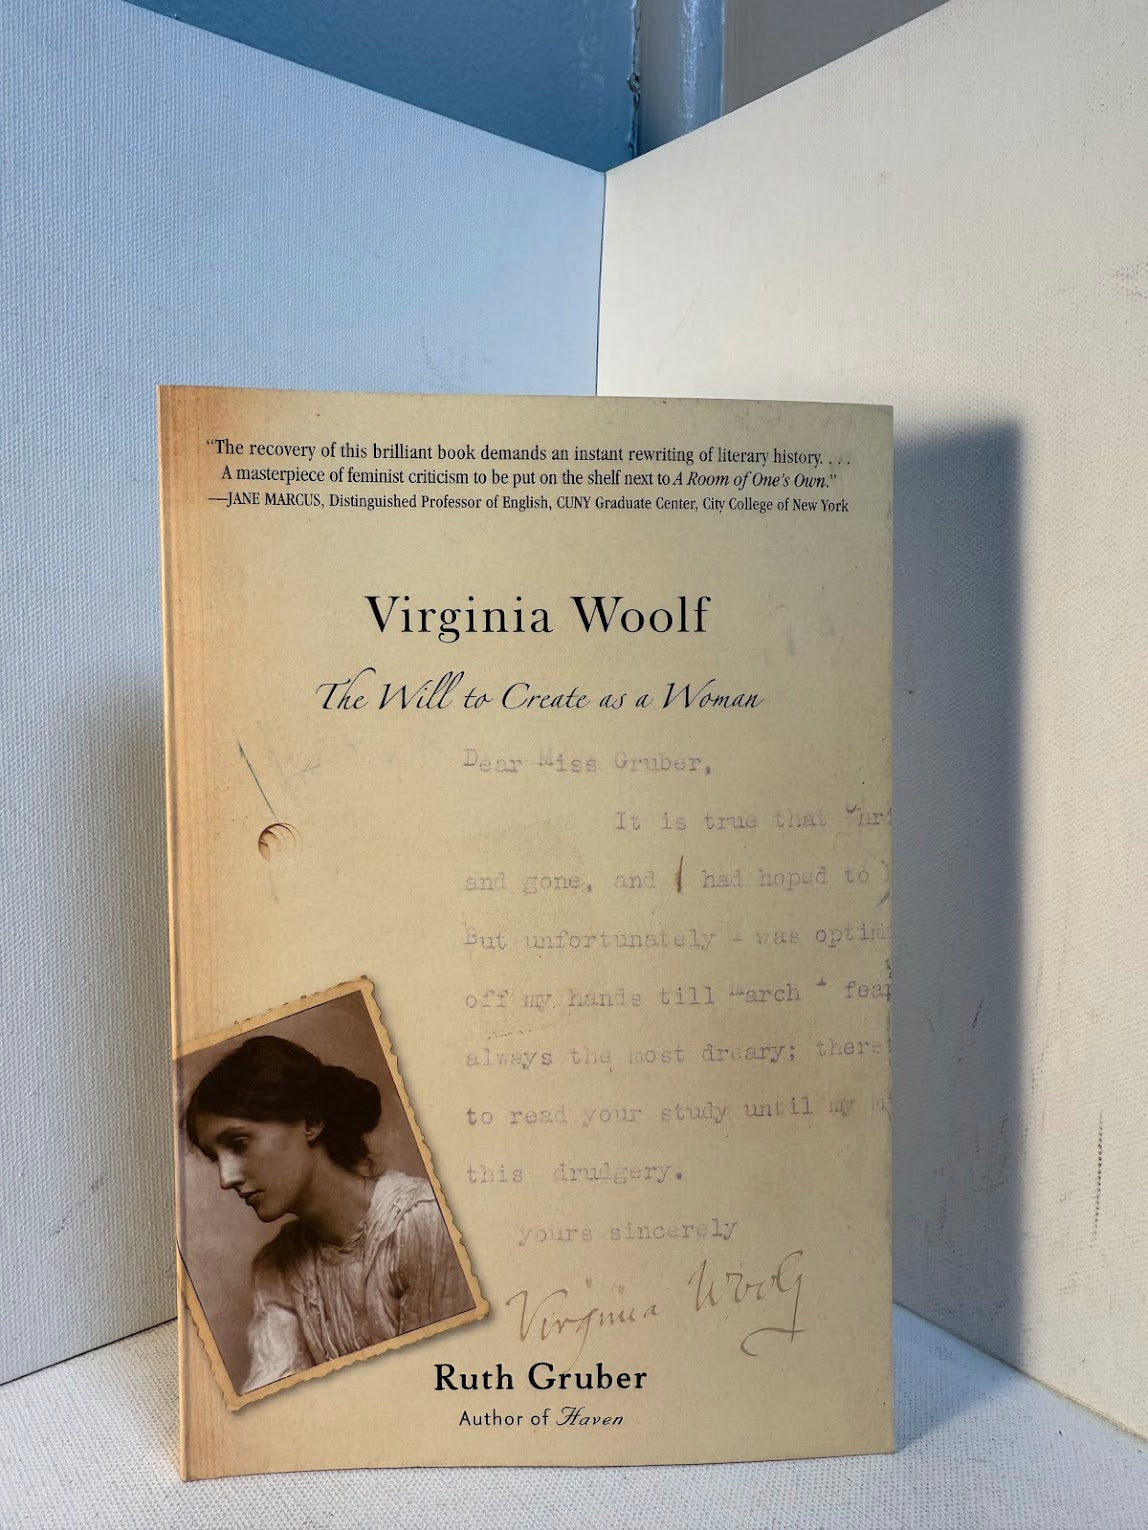 “The recovery of this brilliant book demands an instant rewriting of literary history. . . .
A masterpiece of feminist criticism to be put on the shelf next to A Room of One's Own.”
—JANE MARCUS, Distinguished Professor of English, CUNY Graduate Center, City College of New York
Virginia Woolf
The Will to Create as a Woman
Dear Miss Gruber,
It is true that
and gone, and I had hoped to
But unfortunately I was
off my hands till March I
always the most dreary;
to read your study until my
this drudgery.
yours sincerely
Virginia Woolf
Ruth Gruber
Author of Haven